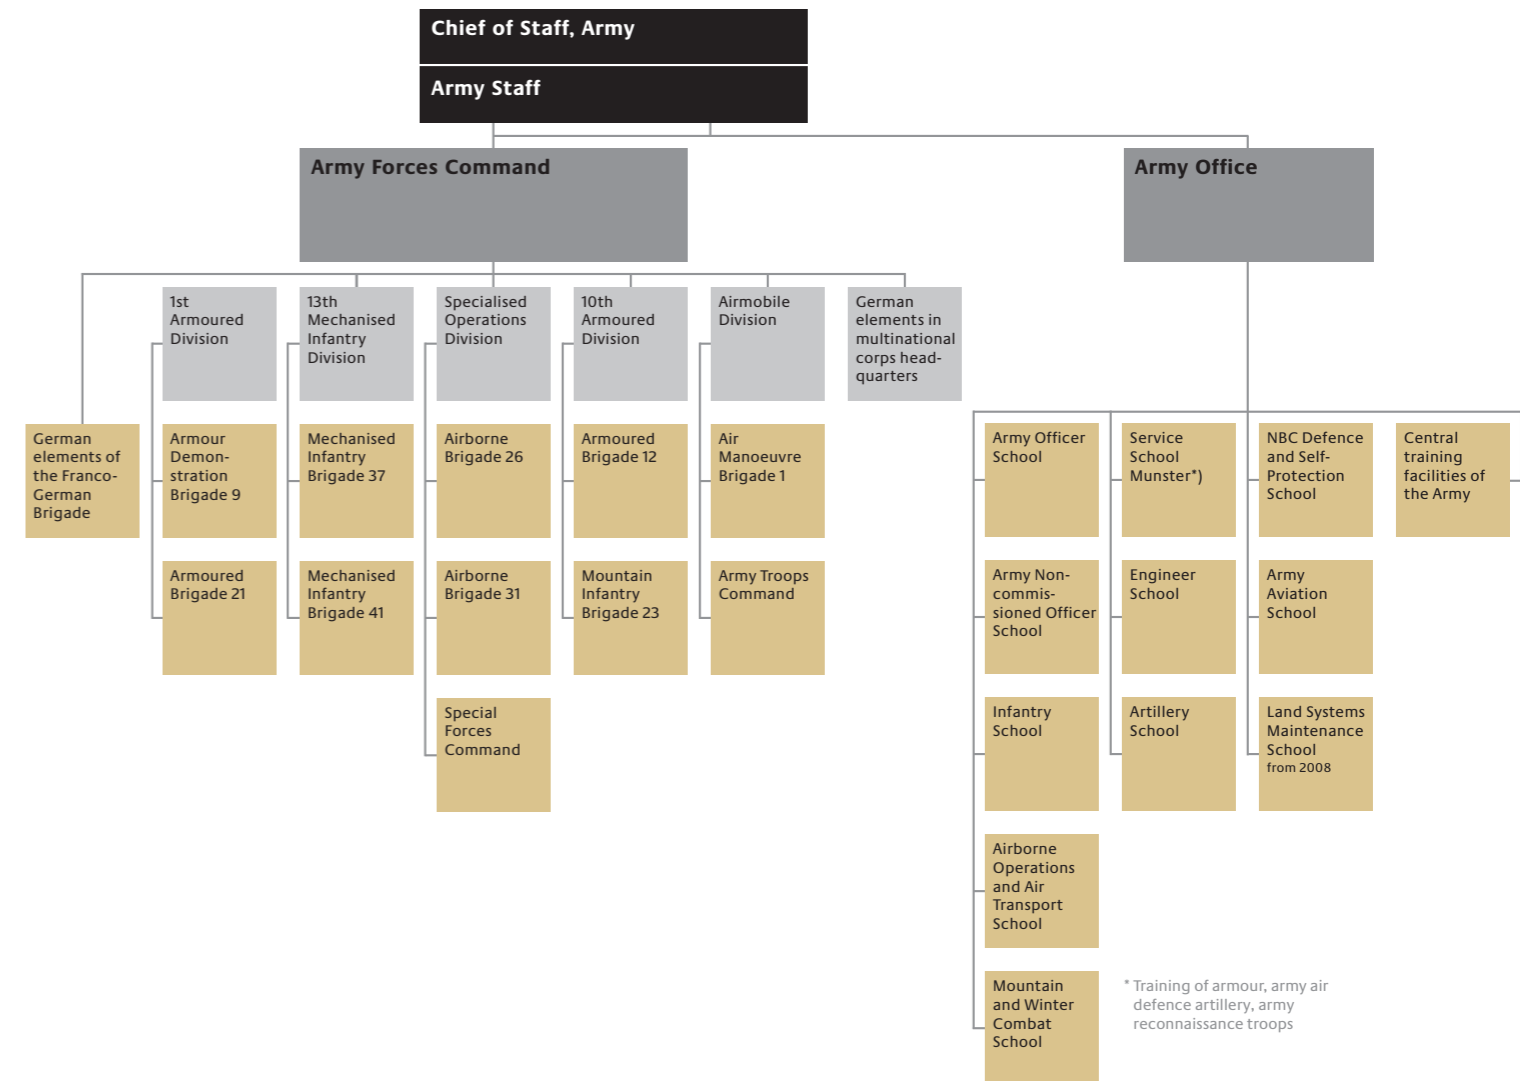 Chief of Staff, Army
Army Staff
Army Forces Command
Army Office
1st
Armoured
Division
13th
Mechanised
Infantry
Division
Specialised
Operations
Division
10th
Armoured
Division
Airmobile
Division
German
elements in
multinational
corps head-
quarters
German
elements of
the Franco-
German
Brigade
Armour
Demon-
stration
Brigade 9
Mechanised
Infantry
Brigade 37
Airborne
Brigade 26
Armoured
Brigade 12
Air
Manoeuvre
Brigade 1
Armoured
Brigade 21
Mechanised
Infantry
Brigade 41
Airborne
Brigade 31
Mountain
Infantry
Brigade 23
Army Troops
Command
Special
Forces
Command
Army Officer
School
Service
School
Munster*)
NBC Defence
and Self-
Protection
School
Central
training
facilities of
the Army
Army Non-
commis-
sioned Officer
School
Engineer
School
Army
Aviation
School
Infantry
School
Artillery
School
Land Systems
Maintenance
School
from 2008
Airborne
Operations
and Air
Transport
School
Mountain
and Winter
Combat
School
* Training of armour, army air
defence artillery, army
reconnaissance troops